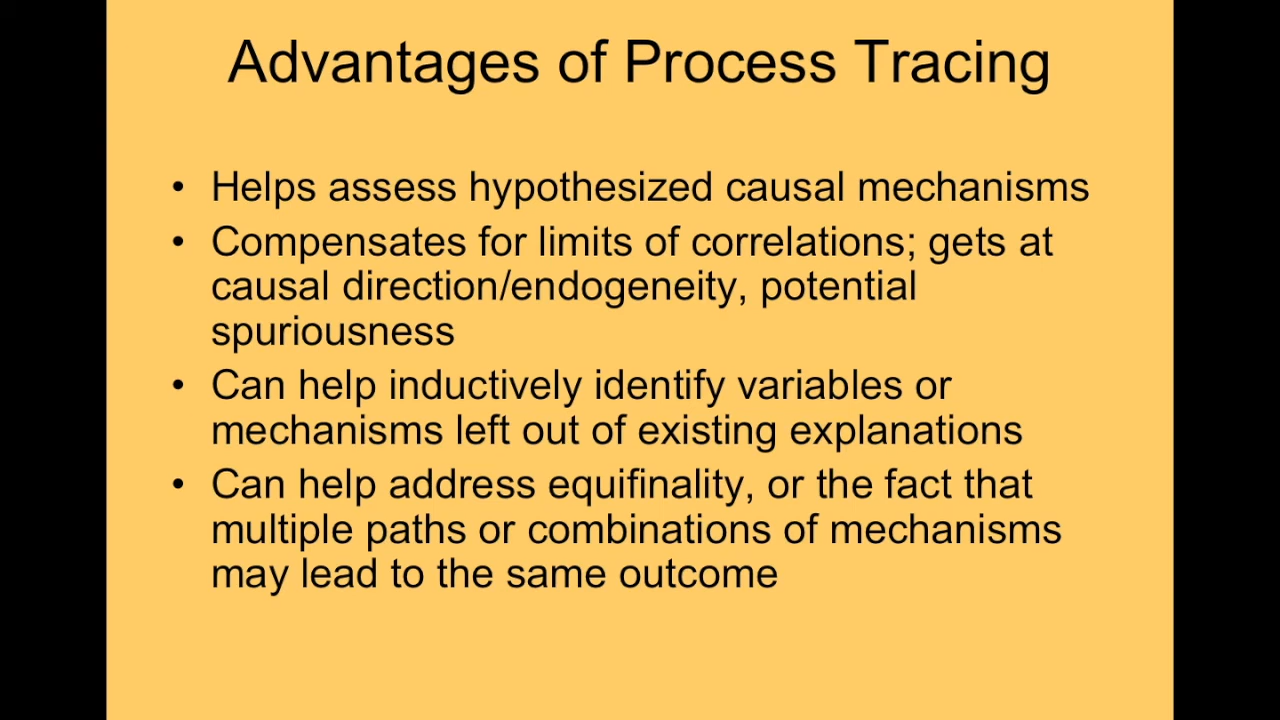 Advantages of Process Tracing
• Helps assess hypothesized causal mechanisms
• Compensates for limits of correlations; gets at
causal direction/endogeneity, potential
spuriousness
• Can help inductively identify variables or
mechanisms left out of existing explanations
• Can help address equifinality, or the fact that
multiple paths or combinations of mechanisms
may lead to the same outcome